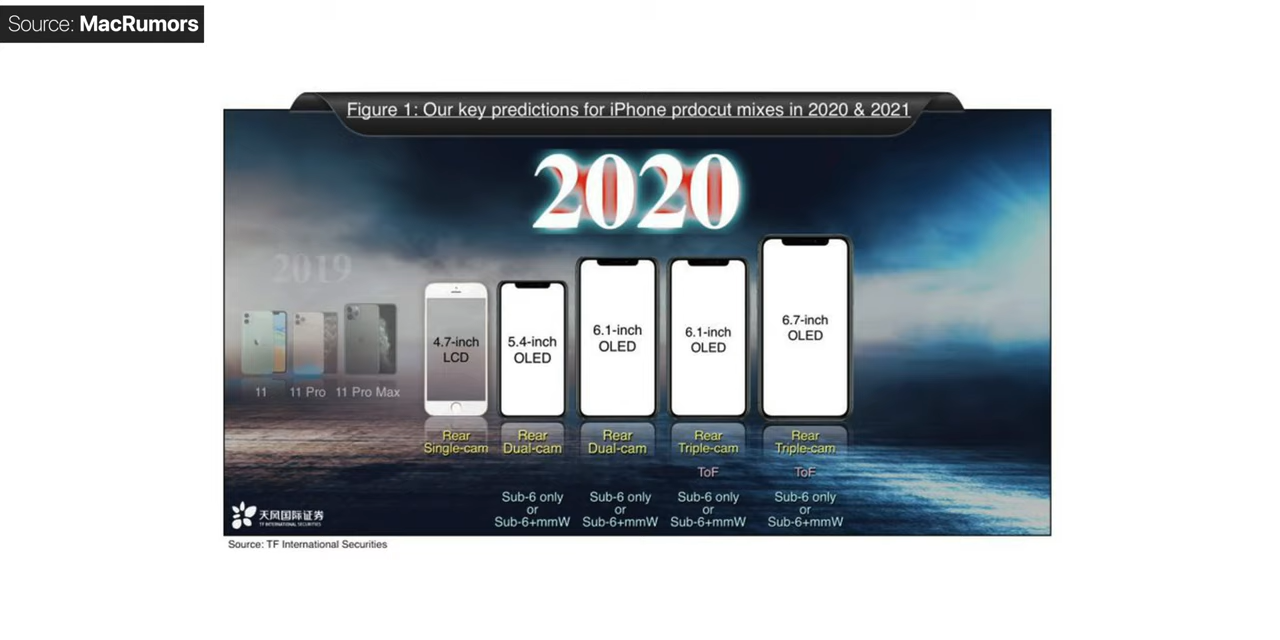 Source: MacRumors
Figure 1: Our key predictions for iPhone prdocut mixes in 2020 & 2021
2020
2019
11
11 Pro
11 Pro Max
4.7-inch
LCD
5.4-inch
OLED
6.1-inch
OLED
6.1-inch
OLED
6.7-inch
OLED
Rear
Single-cam
Rear
Dual-cam
Rear
Dual-cam
Rear
Triple-cam
Rear
Triple-cam
ToF
ToF
Sub-6 only
or
Sub-6+mmW
Sub-6 only
or
Sub-6+mmW
Sub-6 only
or
Sub-6+mmW
Sub-6 only
or
Sub-6+mmW
天风国际证券
TF INTERNATIONAL SECURITIES
Source: TF International Securities